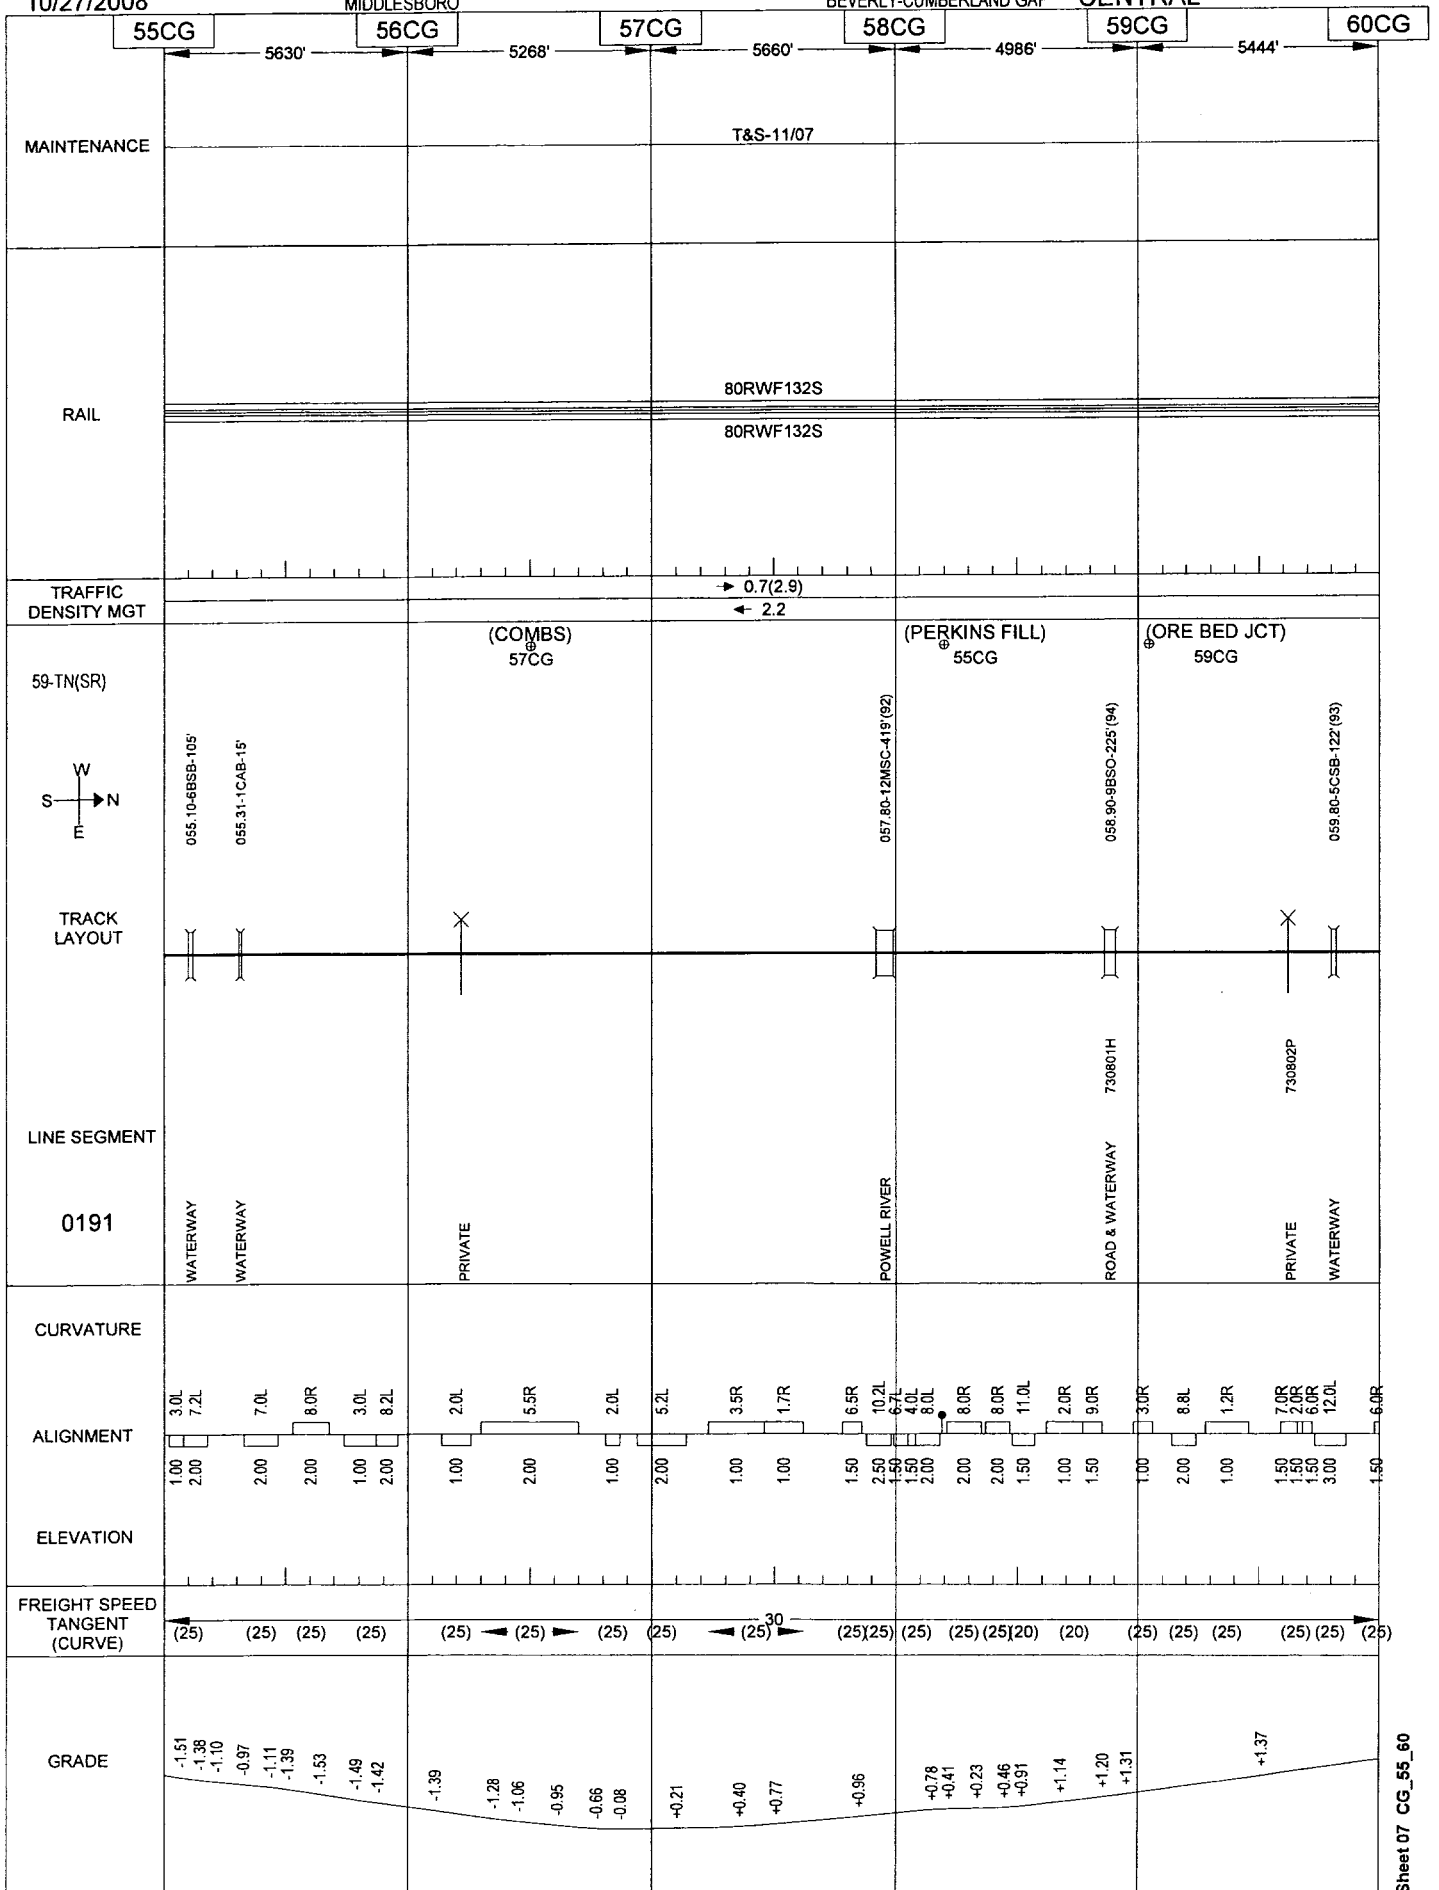 10/27/2008 MIDDLESBORO BEVERLY-CUMBERLAND GAP CENTRAL
55CG 56CG 57CG 58CG 59CG 60CG
5630' 5268' 5660' 4986' 5444'
MAINTENANCE
T&S-11/07
RAIL
80RWF132S
80RWF132S
TRAFFIC
DENSITY MGT
0.7(2.9)
2.2
59-TN(SR)
(COMBS)
57CG
(PERKINS FILL)
55CG
(ORE BED JCT)
59CG
W
S N
E
055.10-6BSB-105'
055.31-1CAB-15'
057.80-12MSC-419'(92)
058.90-9BSO-225'(94)
059.80-5CSB-122'(93)
TRACK
LAYOUT
730801H
730802P
LINE SEGMENT
0191
WATERWAY
WATERWAY
PRIVATE
POWELL RIVER
ROAD & WATERWAY
PRIVATE
WATERWAY
CURVATURE
3.0L 7.2L 7.0L 8.0R 3.0L 8.2L 2.0L 5.5R 2.0L 5.2L 3.5R 1.7R 6.5R 10.2L 6.7L 4.0L 8.0L 8.0R 8.0R 11.0L 2.0R 9.0R 3.0R 8.8L 1.2R 7.0R 2.0R 6.0R 12.0L 6.0R
ALIGNMENT
1.00 2.00 2.00 2.00 1.00 2.00 1.00 2.00 1.00 2.00 1.00 1.00 1.50 2.50 1.50 1.50 2.00 2.00 2.00 1.50 1.00 1.50 1.00 2.00 1.00 1.50 1.50 1.50 3.00 1.50
ELEVATION
FREIGHT SPEED
TANGENT
(CURVE)
30
(25) (25) (25) (25) (25) (25) (25) (25) (25) (25)(25) (25) (25) (25)(20) (20) (25) (25) (25) (25) (25) (25)
GRADE
-1.51 -1.38 -1.10 -0.97 -1.11 -1.39 -1.53 -1.49 -1.42 -1.39 -1.28 -1.06 -0.95 -0.66 -0.08 +0.21 +0.40 +0.77 +0.96 +0.78 +0.41 +0.23 +0.46 +0.91 +1.14 +1.20 +1.31 +1.37
Sheet 07 CG_55_60